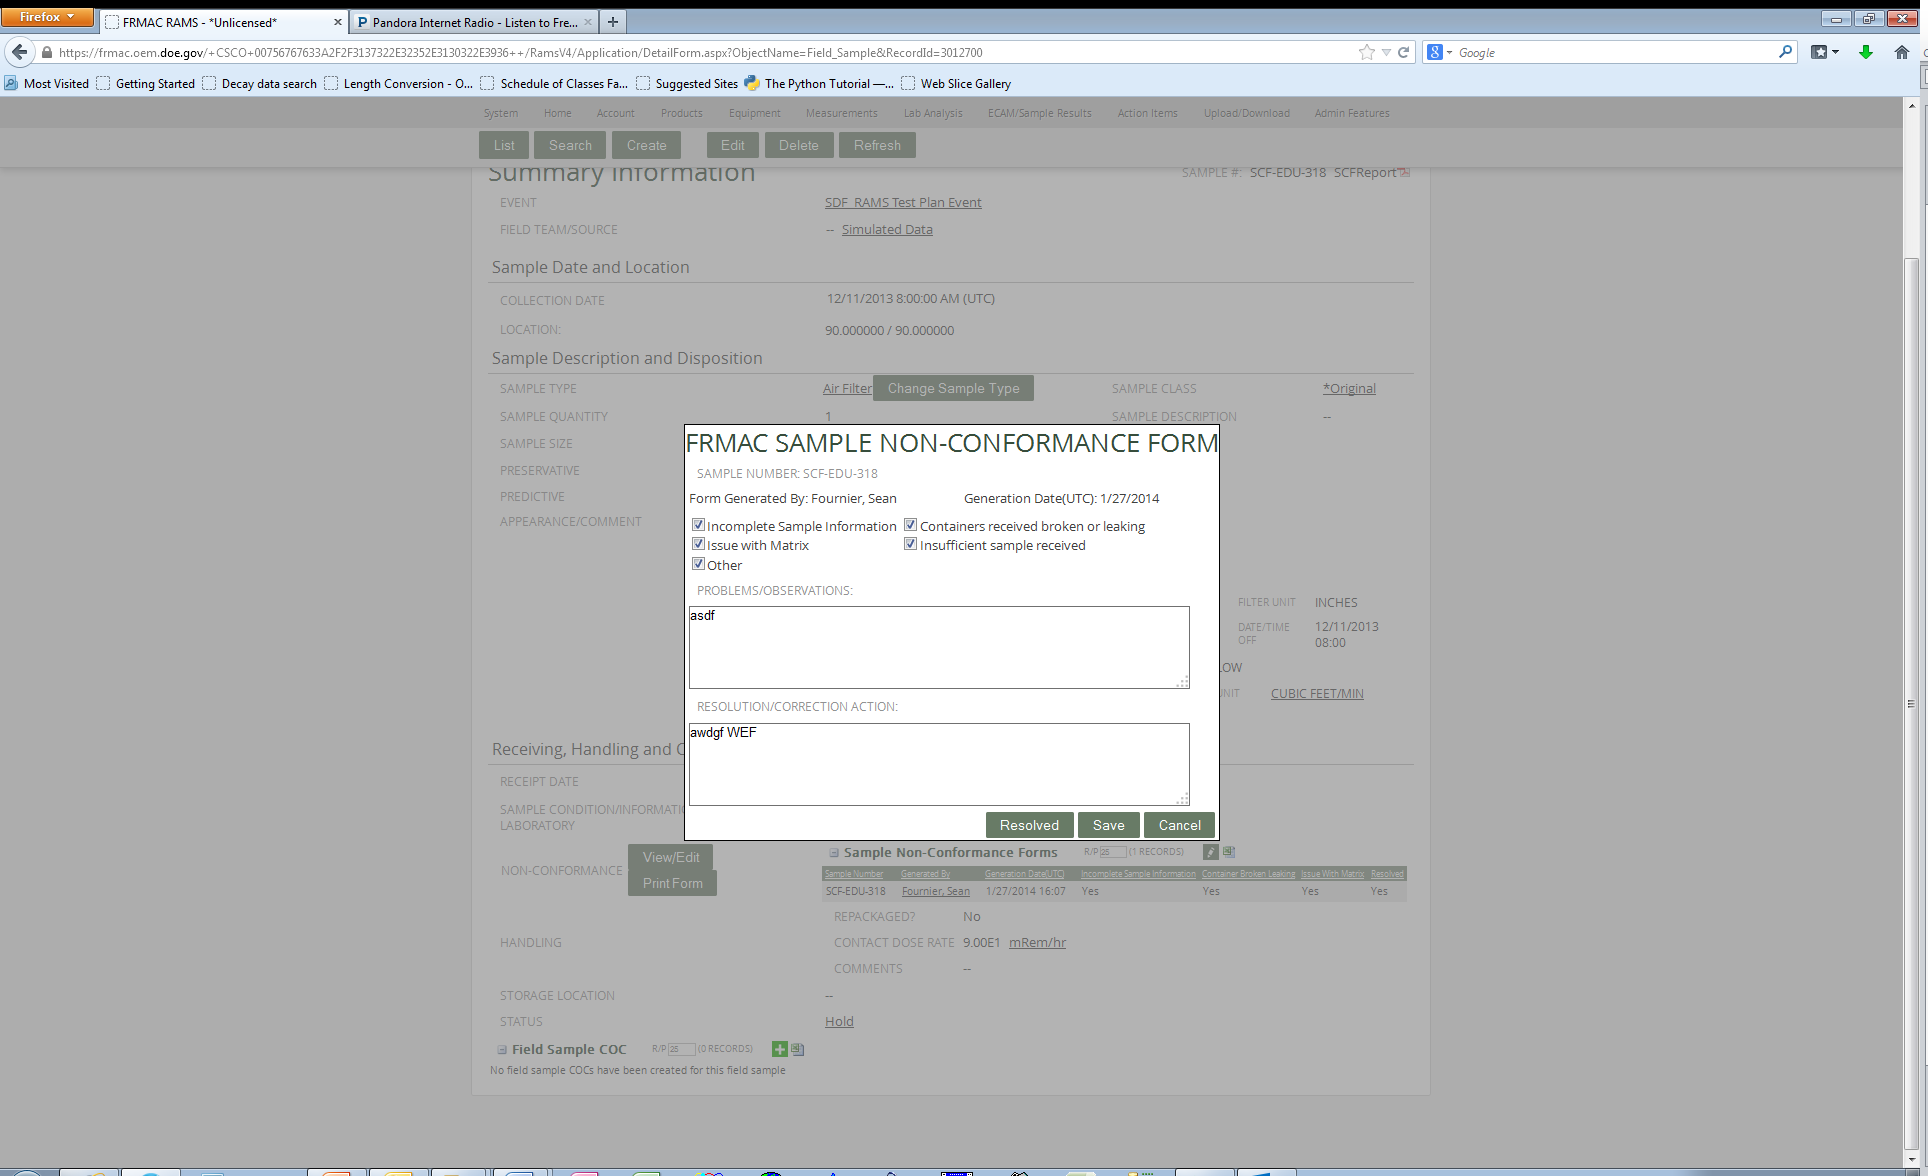 Firefox
FRMAC RAMS - *Unlicensed*
Pandora Internet Radio - Listen to Fre...
https://frmac.oem.doe.gov/+CSCO+00756767633A2F2F3137322E32352E3130322E3936++/RamsV4/Application/DetailForm.aspx?ObjectName=Field_Sample&RecordId=3012700
Google
Most Visited Getting Started Decay data search Length Conversion - O... Schedule of Classes Fa... Suggested Sites The Python Tutorial —... Web Slice Gallery
System Home Account Products Equipment Measurements Lab Analysis ECAM/Sample Results Action Items Upload/Download Admin Features
List Search Create Edit Delete Refresh
Summary Information
SAMPLE #: SCF-EDU-318 SCFReport
EVENT SDF_RAMS Test Plan Event
FIELD TEAM/SOURCE -- Simulated Data
Sample Date and Location
COLLECTION DATE 12/11/2013 8:00:00 AM (UTC)
LOCATION: 90.000000 / 90.000000
Sample Description and Disposition
SAMPLE TYPE Air Filter Change Sample Type SAMPLE CLASS *Original
SAMPLE QUANTITY 1 SAMPLE DESCRIPTION --
SAMPLE SIZE
PRESERVATIVE
PREDICTIVE
APPEARANCE/COMMENT
FRMAC SAMPLE NON-CONFORMANCE FORM
SAMPLE NUMBER: SCF-EDU-318
Form Generated By: Fournier, Sean Generation Date(UTC): 1/27/2014
Incomplete Sample Information Containers received broken or leaking
Issue with Matrix Insufficient sample received
Other
PROBLEMS/OBSERVATIONS:
asdf
RESOLUTION/CORRECTION ACTION:
awdgf WEF
Resolved Save Cancel
FILTER UNIT INCHES
DATE/TIME OFF 12/11/2013 08:00
LOW
UNIT CUBIC FEET/MIN
Receiving, Handling and C
RECEIPT DATE
SAMPLE CONDITION/INFORMATIO
LABORATORY
NON-CONFORMANCE View/Edit
Print Form
Sample Non-Conformance Forms R/P 25 (1 RECORDS)
Sample Number Generated By Generation Date(UTC) Incomplete Sample Information Container Broken Leaking Issue With Matrix Resolved
SCF-EDU-318 Fournier, Sean 1/27/2014 16:07 Yes Yes Yes Yes
REPACKAGED? No
HANDLING CONTACT DOSE RATE 9.00E1 mRem/hr
COMMENTS --
STORAGE LOCATION --
STATUS Hold
Field Sample COC R/P 25 (0 RECORDS)
No field sample COCs have been created for this field sample